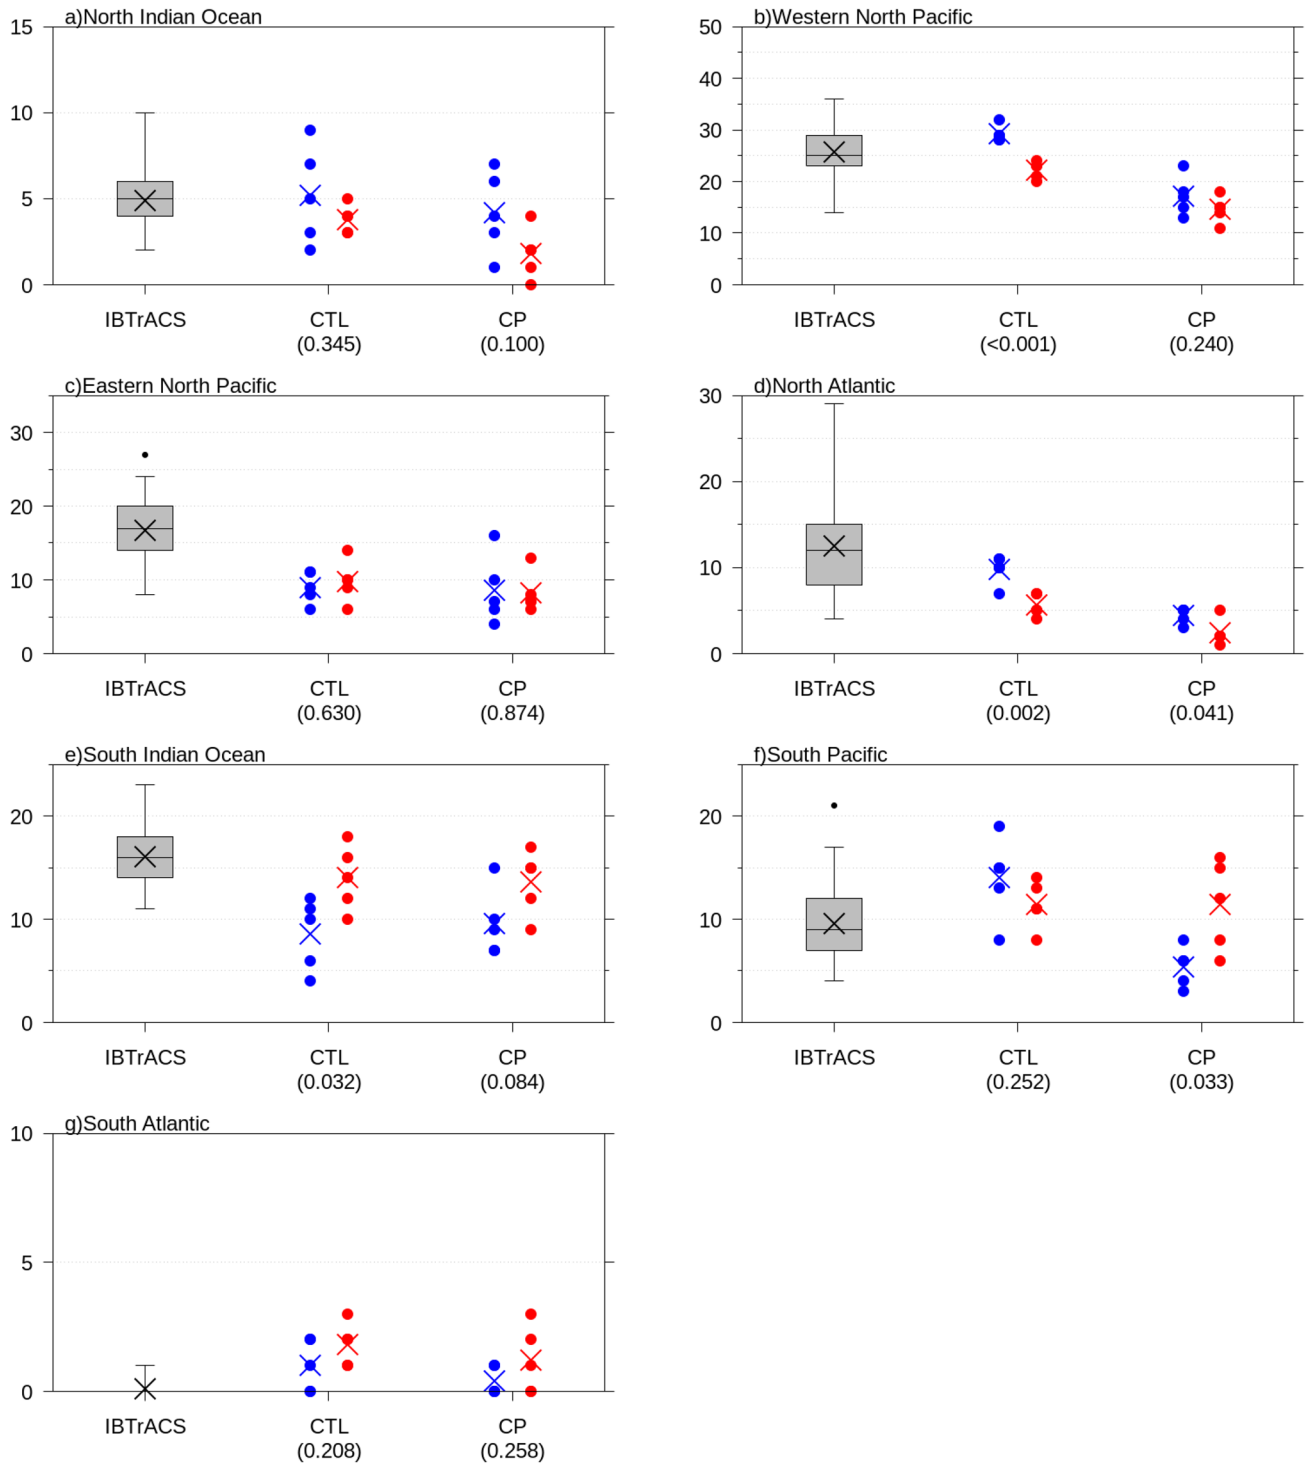 a)North Indian Ocean
15
10
5
0
IBTrACS CTL CP
(0.345) (0.100)
b)Western North Pacific
50
40
30
20
10
0
IBTrACS CTL CP
(<0.001) (0.240)
c)Eastern North Pacific
30
20
10
0
IBTrACS CTL CP
(0.630) (0.874)
d)North Atlantic
30
20
10
0
IBTrACS CTL CP
(0.002) (0.041)
e)South Indian Ocean
20
10
0
IBTrACS CTL CP
(0.032) (0.084)
f)South Pacific
20
10
0
IBTrACS CTL CP
(0.252) (0.033)
g)South Atlantic
10
5
0
IBTrACS CTL CP
(0.208) (0.258)